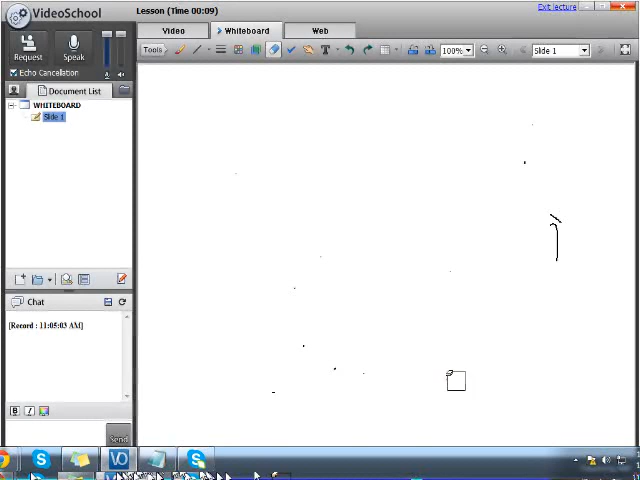 VideoSchool
Lesson (Time 00:09)
Exit lecture
Video
Whiteboard
Web
Request
Speak
Echo Cancellation
Tools
100%
Slide 1
Document List
WHITEBOARD
Slide 1
Chat
[Record : 11:05:03 AM]
B I
Send